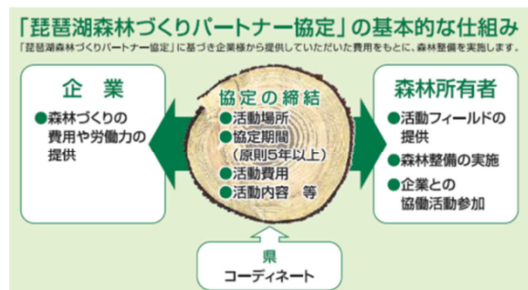 「琵琶湖森林づくりパートナー協定」の基本的な仕組み
「琵琶湖森林づくりパートナー協定」に基づき企業様から提供していただいた費用をもとに、森林整備を実施します。
企業
●森林づくりの
費用や労働力の
提供
協定の締結
●活動場所
●協定期間
(原則5年以上)
●活動費用
●活動内容 等
森林所有者
●活動フィールドの
提供
●森林整備の実施
●企業との
協働活動参加
県
コーディネート